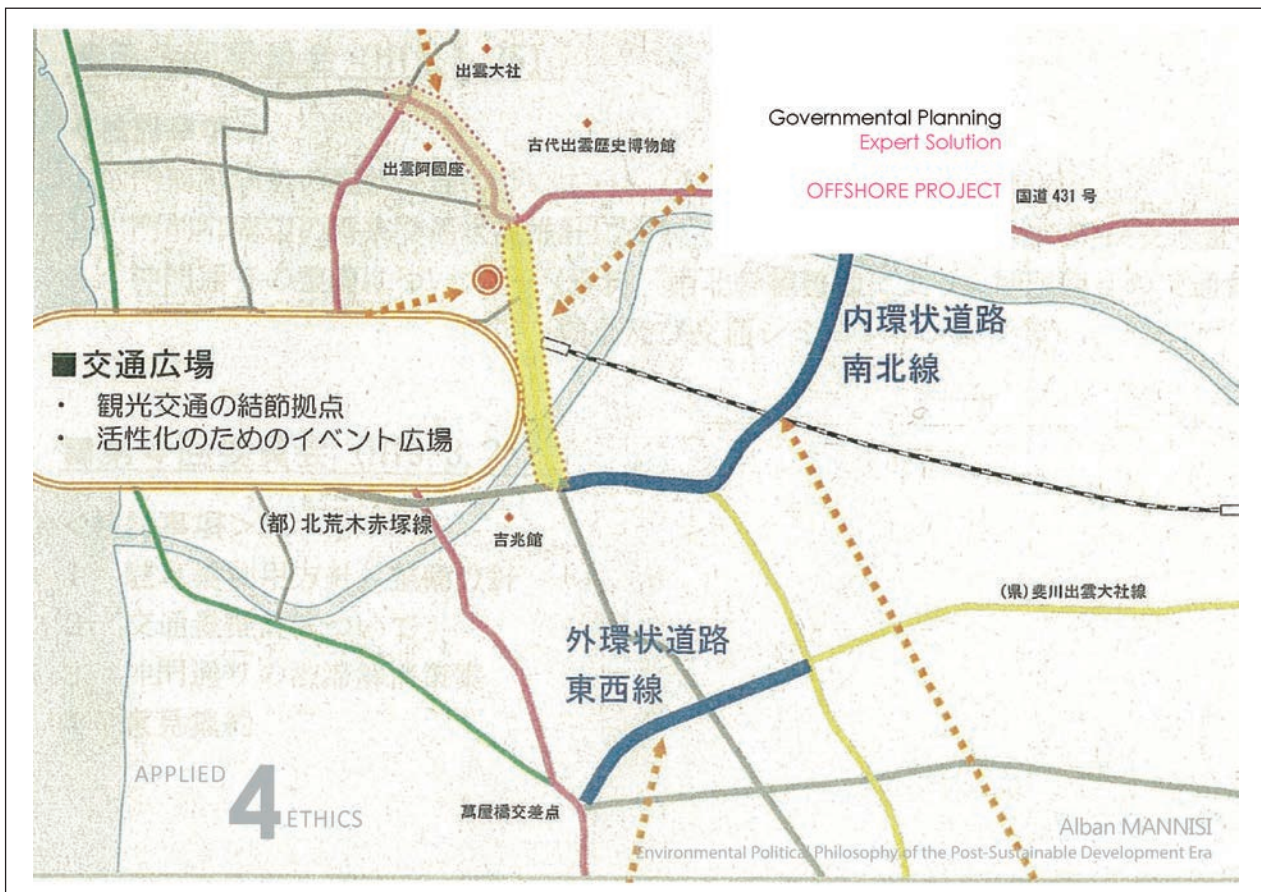 出雲大社
Governmental Planning
Expert Solution
古代出雲歴史博物館
出雲阿國座
OFFSHORE PROJECT
国道 431 号
内環状道路
南北線
■交通広場
・ 観光交通の結節拠点
・ 活性化のためのイベント広場
(都)北荒木赤塚線
吉兆館
(県)斐川出雲大社線
外環状道路
東西線
APPLIED
4 ETHICS
萬屋橋交差点
Alban MANNISI
Environmental Political Philosophy of the Post-Sustainable Development Era